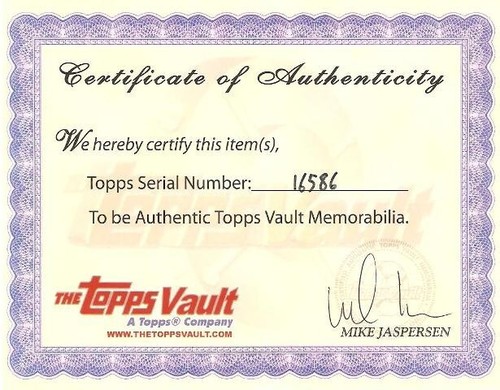 Certificate of Authenticity
We hereby certify this item(s),
Topps Serial Number: 16586
To be Authentic Topps Vault Memorabilia.
THE Topps Vault
A Topps® Company
WWW.THETOPPSVAULT.COM
MIKE JASPERSEN